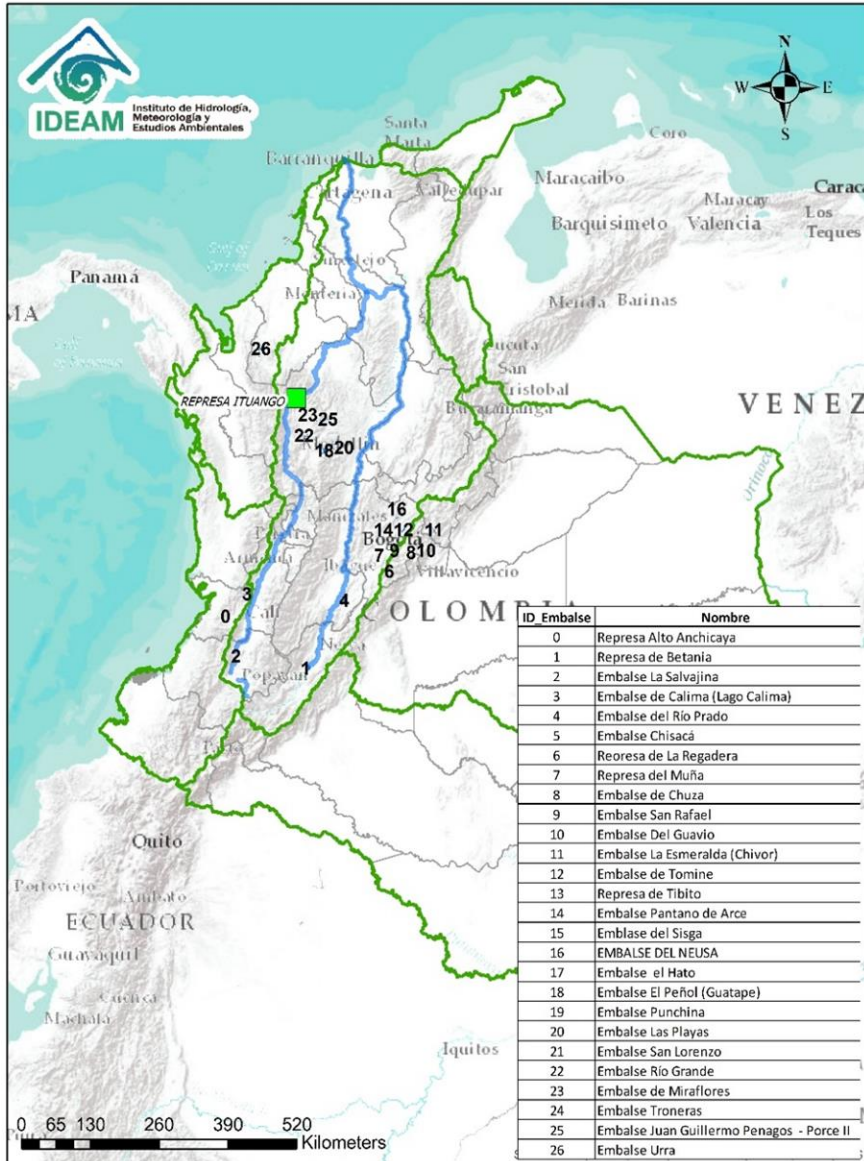 IDEAM
Instituto de Hidrología,
Meteorología y
Estudios Ambientales
N
W E
S
Santa
Marta
Coro
Barranquilla
Maracaibo
Caraca
Valledupar
Maracay
Barquisimeto Valencia
Los
Teques
Panamá
Montería
Merida Barinas
MA
Cucuta
San
Cristobal
26
REPRESA ITUANGO
Bucaramanga
VENEZ
23 25
22
18 20
Orinoco
16
Manizales
14 12 11
Bogota
7 9 8 10
Armenia
Ibague
6 Villavicencio
3
4
0
Cali
COLOMBIA
2
1
Popayan
Pasto
Quito
Portoviejo
Ambato
ECUADOR
Guayaquil
Cuenca
Machala
Iquitos
ID_Embalse Nombre
0 Represa Alto Anchicaya
1 Represa de Betania
2 Embalse La Salvajina
3 Embalse de Calima (Lago Calima)
4 Embalse del Río Prado
5 Embalse Chisacá
6 Reoresa de La Regadera
7 Represa del Muña
8 Embalse de Chuza
9 Embalse San Rafael
10 Embalse Del Guavio
11 Embalse La Esmeralda (Chivor)
12 Embalse de Tomine
13 Represa de Tibito
14 Embalse Pantano de Arce
15 Emblase del Sisga
16 EMBALSE DEL NEUSA
17 Embalse el Hato
18 Embalse El Peñol (Guatape)
19 Embalse Punchina
20 Embalse Las Playas
21 Embalse San Lorenzo
22 Embalse Río Grande
23 Embalse de Miraflores
24 Embalse Troneras
25 Embalse Juan Guillermo Penagos - Porce II
26 Embalse Urra
0 65 130 260 390 520
Kilometers